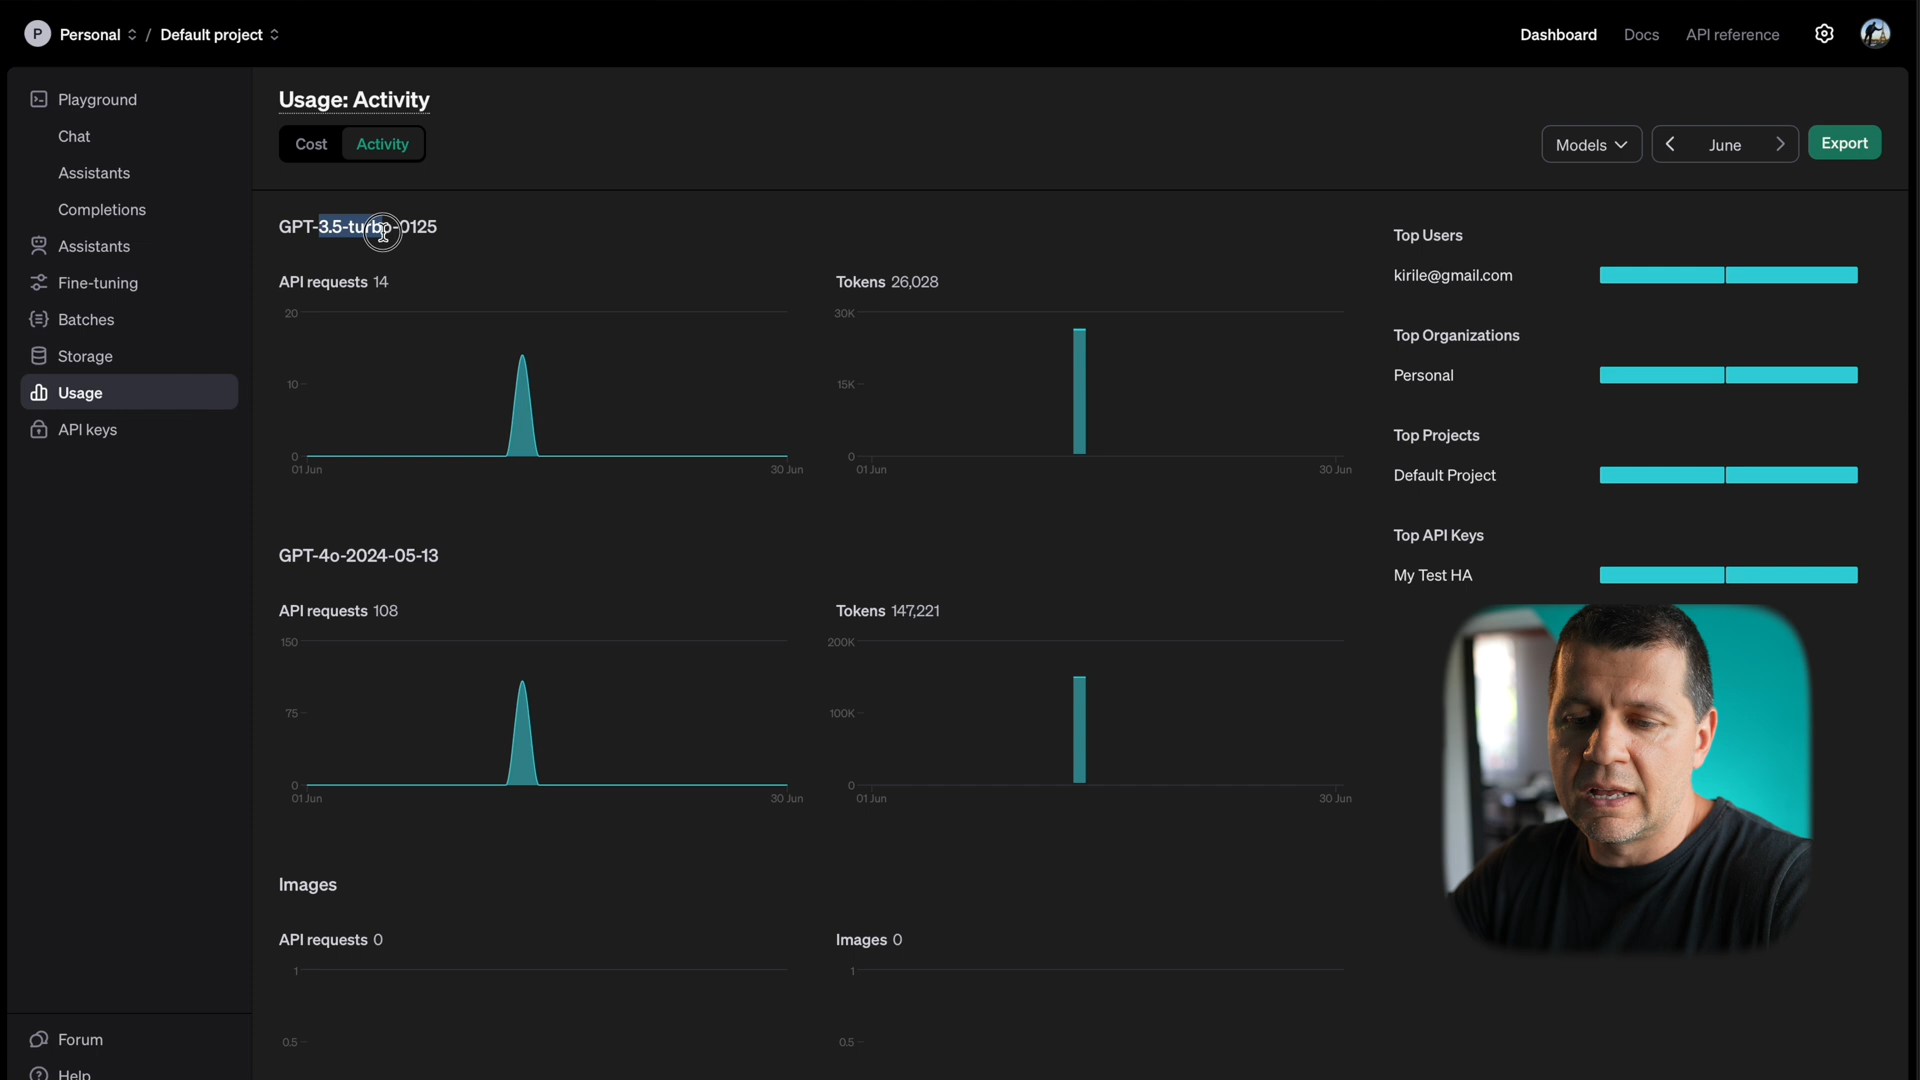 P Personal / Default project
Dashboard Docs API reference
Playground
Chat
Assistants
Completions
Assistants
Fine-tuning
Batches
Storage
Usage
API keys
Forum
Help
Usage: Activity
Cost Activity
Models June Export
GPT-3.5-turbo-0125
API requests 14
20
10
0
01 Jun 30 Jun
Tokens 26,028
30K
15K
0
01 Jun 30 Jun
GPT-4o-2024-05-13
API requests 108
150
75
0
01 Jun 30 Jun
Tokens 147,221
200K
100K
0
01 Jun 30 Jun
Images
API requests 0
1
0.5
Images 0
1
0.5
Top Users
kirile@gmail.com
Top Organizations
Personal
Top Projects
Default Project
Top API Keys
My Test HA